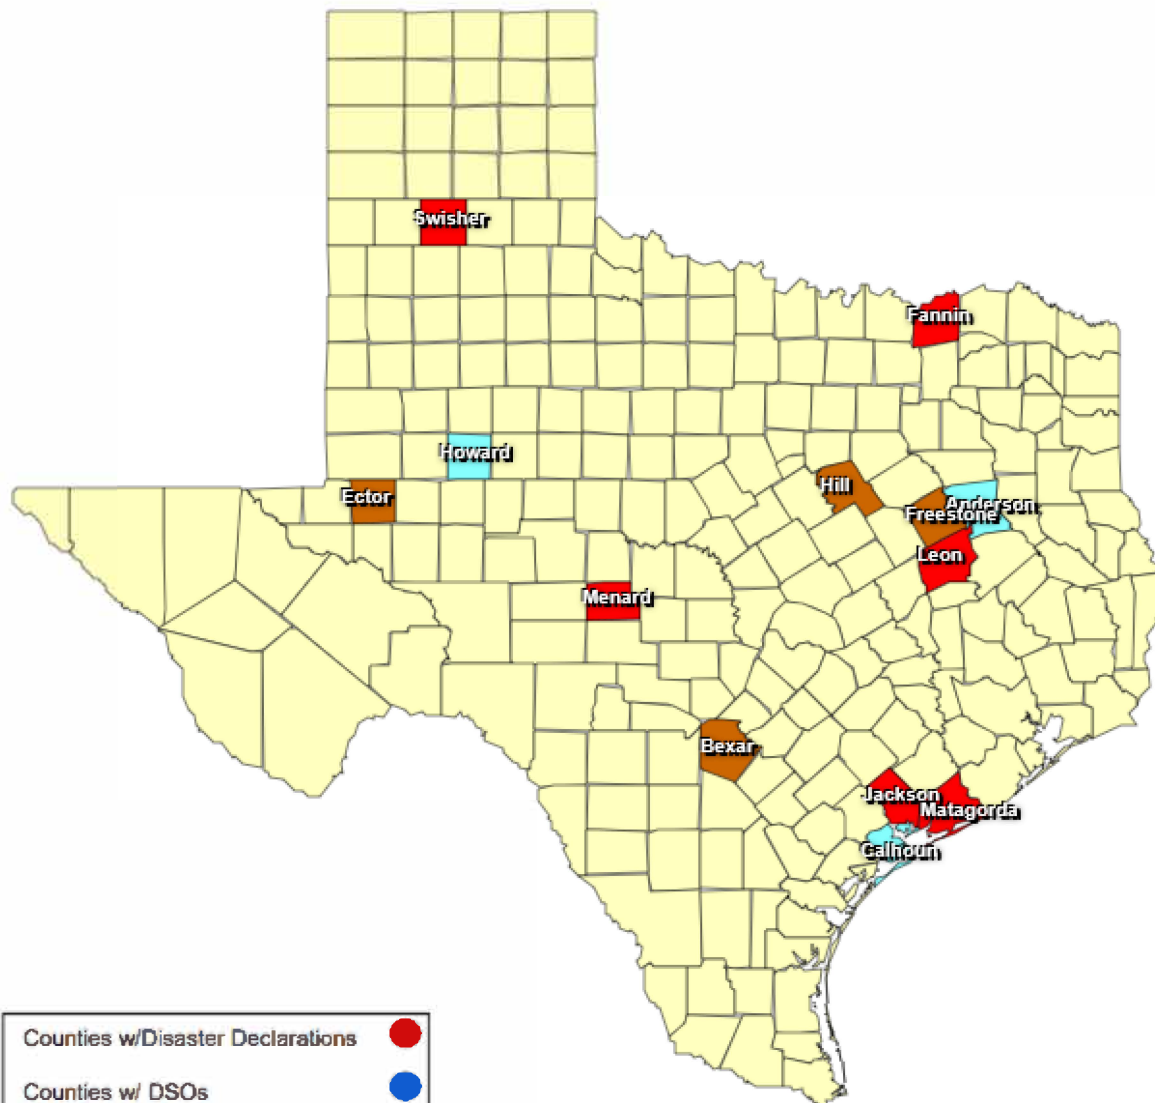 Swisher
Fannin
Howard
Ector
Hill
Anderson
Freestone
Leon
Menard
Bexar
Jackson
Matagorda
Calhoun
Counties w/Disaster Declarations
Counties w/ DSOs